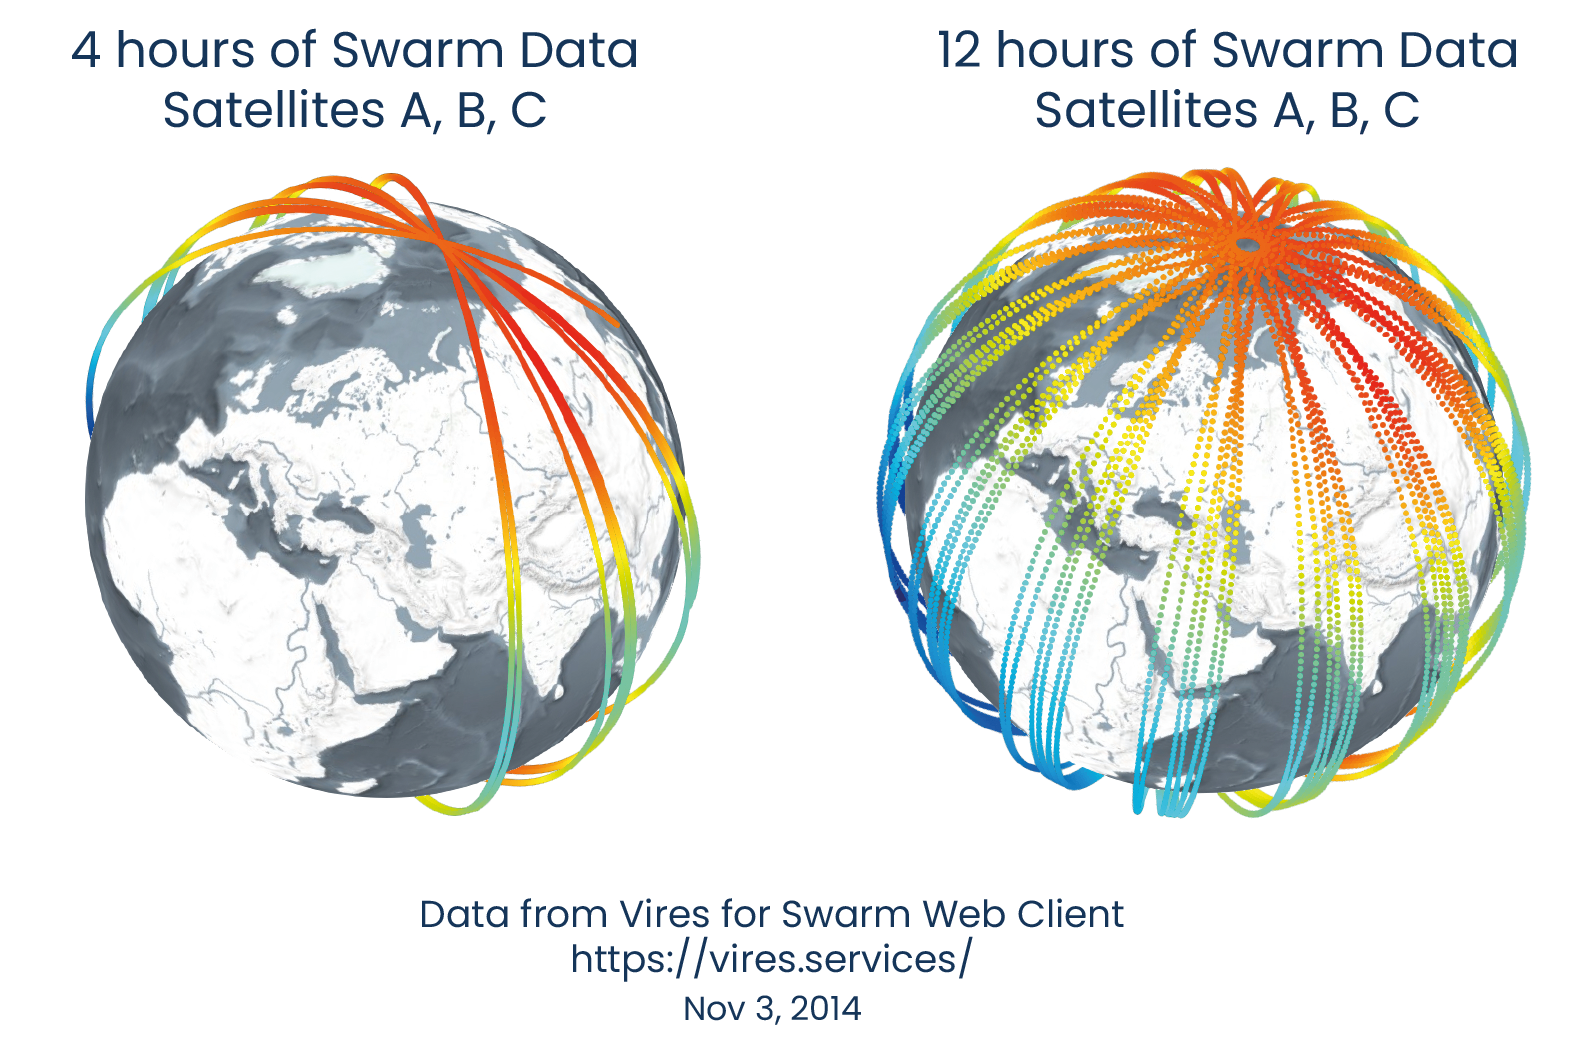 4 hours of Swarm Data
Satellites A, B, C
12 hours of Swarm Data
Satellites A, B, C
Data from Vires for Swarm Web Client
https://vires.services/
Nov 3, 2014